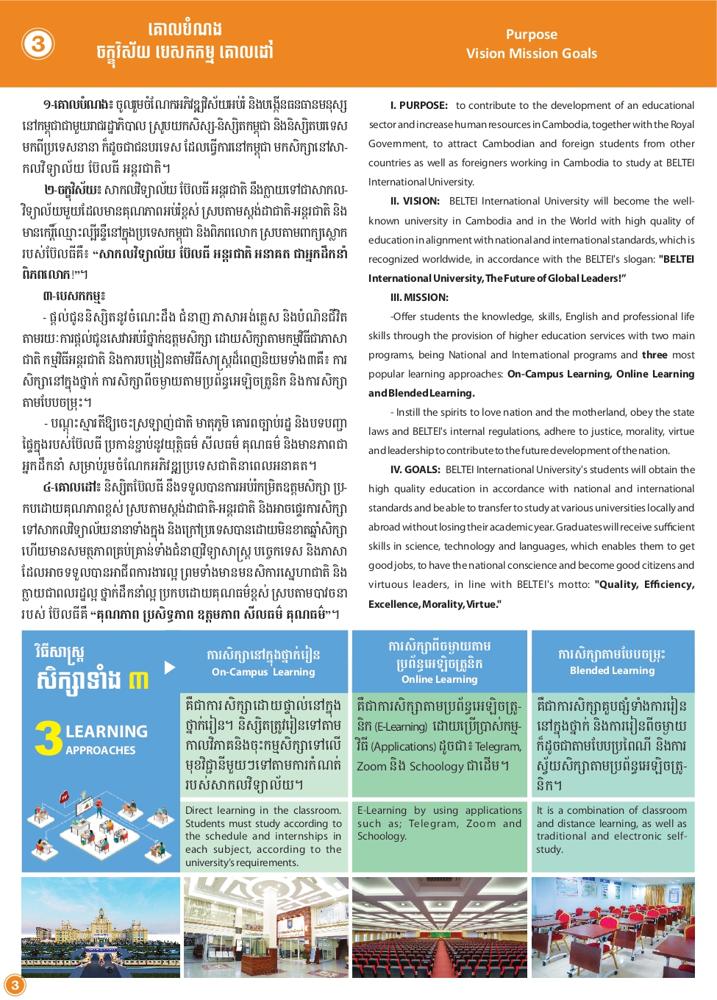 3
គោលបំណង
ចក្ខុវិស័យ បេសកកម្ម គោលដៅ
Purpose
Vision Mission Goals
១-គោលបំណង៖ ចូលរួមចំណែកអភិវឌ្ឍវិស័យអប់រំ និងបង្កើនធនធានមនុស្ស
នៅកម្ពុជាជាមួយរាជរដ្ឋាភិបាល ស្រូបយកសិស្ស-និស្សិតកម្ពុជា និងនិស្សិតបរទេស
មកពីប្រទេសនានា ក៏ដូចជាជនបរទេស ដែលធ្វើការនៅកម្ពុជា មកសិក្សានៅសា-
កលវិទ្យាល័យ ប៊ែលធី អន្តរជាតិ។
២-ចក្ខុវិស័យ៖ សាកលវិទ្យាល័យ ប៊ែលធី អន្តរជាតិ នឹងក្លាយទៅជាសាកល-
វិទ្យាល័យមួយដែលមានគុណភាពអប់រំខ្ពស់ ស្របតាមស្តង់ដាជាតិ-អន្តរជាតិ និង
មានកេរ្តិ៍ឈ្មោះល្បីរន្ទឺនៅក្នុងប្រទេសកម្ពុជា និងពិភពលោក ស្របតាមពាក្យស្លោក
របស់ប៊ែលធីគឺ៖ “សាកលវិទ្យាល័យ ប៊ែលធី អន្តរជាតិ អនាគត ជាអ្នកដឹកនាំ
ពិភពលោក!”។
៣-បេសកកម្ម៖
- ផ្តល់ជូននិស្សិតនូវចំណេះដឹង ជំនាញ ភាសាអង់គ្លេស និងបំណិនជីវិត
តាមរយៈការផ្តល់ជូនសេវាអប់រំថ្នាក់ឧត្តមសិក្សា ដោយសិក្សាតាមកម្មវិធីជាភាសា
ជាតិ កម្មវិធីអន្តរជាតិ និងការបង្រៀនតាមវិធីសាស្ត្រដ៏ពេញនិយមទាំង៣គឺ៖ ការ
សិក្សានៅក្នុងថ្នាក់ ការសិក្សាពីចម្ងាយតាមប្រព័ន្ធអេឡិចត្រូនិក និងការសិក្សា
តាមបែបចម្រុះ។
- បណ្តុះស្មារតីឱ្យចេះស្រឡាញ់ជាតិ មាតុភូមិ គោរពច្បាប់រដ្ឋ និងបទបញ្ជា
ផ្ទៃក្នុងរបស់ប៊ែលធី ប្រកាន់ខ្ជាប់នូវយុត្តិធម៌ សីលធម៌ គុណធម៌ និងមានភាពជា
អ្នកដឹកនាំ សម្រាប់រួមចំណែកអភិវឌ្ឍប្រទេសជាតិនាពេលអនាគត។
៤-គោលដៅ៖ និស្សិតប៊ែលធី នឹងទទួលបានការអប់រំកម្រិតឧត្តមសិក្សា ប្រ-
កបដោយគុណភាពខ្ពស់ ស្របតាមស្តង់ដាជាតិ-អន្តរជាតិ និងអាចផ្ទេរការសិក្សា
ទៅសាកលវិទ្យាល័យនានាទាំងក្នុង និងក្រៅប្រទេសបានដោយមិនខាតឆ្នាំសិក្សា
ហើយមានសមត្ថភាពគ្រប់គ្រាន់ទាំងជំនាញវិទ្យាសាស្ត្រ បច្ចេកទេស និងភាសា
ដែលអាចទទួលបានអាជីពការងារល្អ ព្រមទាំងមានមនសិការស្នេហាជាតិ និង
ក្លាយជាពលរដ្ឋល្អ ថ្នាក់ដឹកនាំល្អ ប្រកបដោយគុណធម៌ខ្ពស់ ស្របតាមបាវចនា
របស់ ប៊ែលធីគឺ “គុណភាព ប្រសិទ្ធភាព ឧត្តមភាព សីលធម៌ គុណធម៌”។
I. PURPOSE: to contribute to the development of an educational
sector and increase human resources in Cambodia, together with the Royal
Government, to attract Cambodian and foreign students from other
countries as well as foreigners working in Cambodia to study at BELTEI
International University.
II. VISION: BELTEI International University will become the well-
known university in Cambodia and in the World with high quality of
education in alignment with national and international standards, which is
recognized worldwide, in accordance with the BELTEI's slogan: "BELTEI
International University, The Future of Global Leaders!”
III. MISSION:
-Offer students the knowledge, skills, English and professional life
skills through the provision of higher education services with two main
programs, being National and International programs and three most
popular learning approaches: On-Campus Learning, Online Learning
and Blended Learning.
- Instill the spirits to love nation and the motherland, obey the state
laws and BELTEI's internal regulations, adhere to justice, morality, virtue
and leadership to contribute to the future development of the nation.
IV. GOALS: BELTEI International University's students will obtain the
high quality education in accordance with national and international
standards and be able to transfer to study at various universities locally and
abroad without losing their academic year. Graduates will receive sufficient
skills in science, technology and languages, which enables them to get
good jobs, to have the national conscience and become good citizens and
virtuous leaders, in line with BELTEI's motto: "Quality, Efficiency,
Excellence, Morality, Virtue."
វិធីសាស្ត្រ
សិក្សាទាំង ៣
3 LEARNING
APPROACHES
ការសិក្សានៅក្នុងថ្នាក់រៀន
On-Campus Learning
គឺជាការសិក្សាដោយផ្ទាល់នៅក្នុង
ថ្នាក់រៀន។ និស្សិតត្រូវរៀនទៅតាម
កាលវិភាគនិងចុះកម្មសិក្សាទៅលើ
មុខវិជ្ជានីមួយៗទៅតាមការកំណត់
របស់សាកលវិទ្យាល័យ។
Direct learning in the classroom.
Students must study according to
the schedule and internships in
each subject, according to the
university's requirements.
ការសិក្សាពីចម្ងាយតាម
ប្រព័ន្ធអេឡិចត្រូនិក
Online Learning
គឺជាការសិក្សាតាមប្រព័ន្ធអេឡិចត្រូ-
និក (E-Learning) ដោយប្រើប្រាស់កម្ម-
វិធី (Applications) ដូចជា៖ Telegram,
Zoom និង Schoology ជាដើម។
E-Learning by using applications
such as; Telegram, Zoom and
Schoology.
ការសិក្សាតាមបែបចម្រុះ
Blended Learning
គឺជាការសិក្សាគួបផ្សំទាំងការរៀន
នៅក្នុងថ្នាក់ និងការរៀនពីចម្ងាយ
ក៏ដូចជាតាមបែបប្រពៃណី និងការ
ស្វ័យសិក្សាតាមប្រព័ន្ធអេឡិចត្រូ-
និក។
It is a combination of classroom
and distance learning, as well as
traditional and electronic self-
study.
3